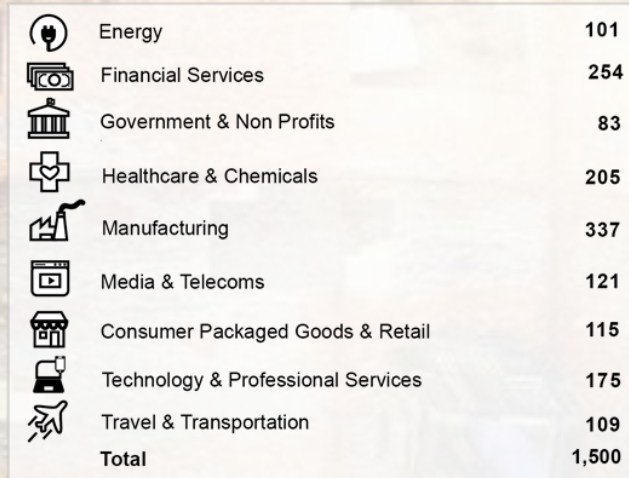 Energy 101
Financial Services 254
Government & Non Profits 83
Healthcare & Chemicals 205
Manufacturing 337
Media & Telecoms 121
Consumer Packaged Goods & Retail 115
Technology & Professional Services 175
Travel & Transportation 109
Total 1,500